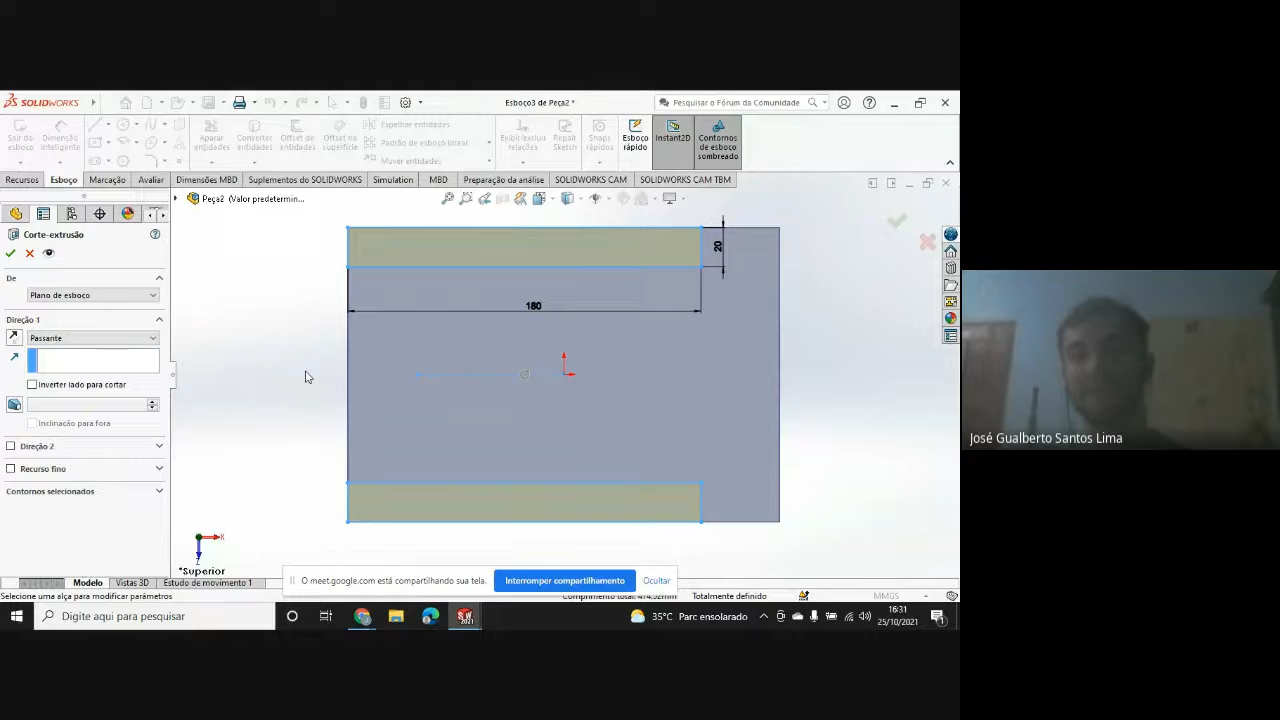 SOLIDWORKS
Esboço3 de Peça2 *
Pesquisar o Fórum da Comunidade
Sair do esboço
Dimensão inteligente
Aparar entidades
Converter entidades
Offset de entidades
Offset na superfície
Espelhar entidades
Padrão de esboço linear
Mover entidades
Exibir/excluir relações
Repair Sketch
Snaps rápidos
Esboço rápido
Instant2D
Contornos de esboço sombreado
Recursos
Esboço
Marcação
Avaliar
Dimensões MBD
Suplementos do SOLIDWORKS
Simulation
MBD
Preparação da análise
SOLIDWORKS CAM
SOLIDWORKS CAM TBM
Peça2 (Valor predetermin...
Corte-extrusão
De
Plano de esboço
Direção 1
Passante
Inverter lado para cortar
Inclinação para fora
Direção 2
Recurso fino
Contornos selecionados
20
180
X
Z
*Superior
José Gualberto Santos Lima
Modelo
Vistas 3D
Estudo de movimento 1
O meet.google.com está compartilhando sua tela.
Interromper compartilhamento
Ocultar
Selecione uma alça para modificar parâmetros
Totalmente definido
MMGS
Digite aqui para pesquisar
SW
2021
35°C Parc ensolarado
16:31
25/10/2021
1